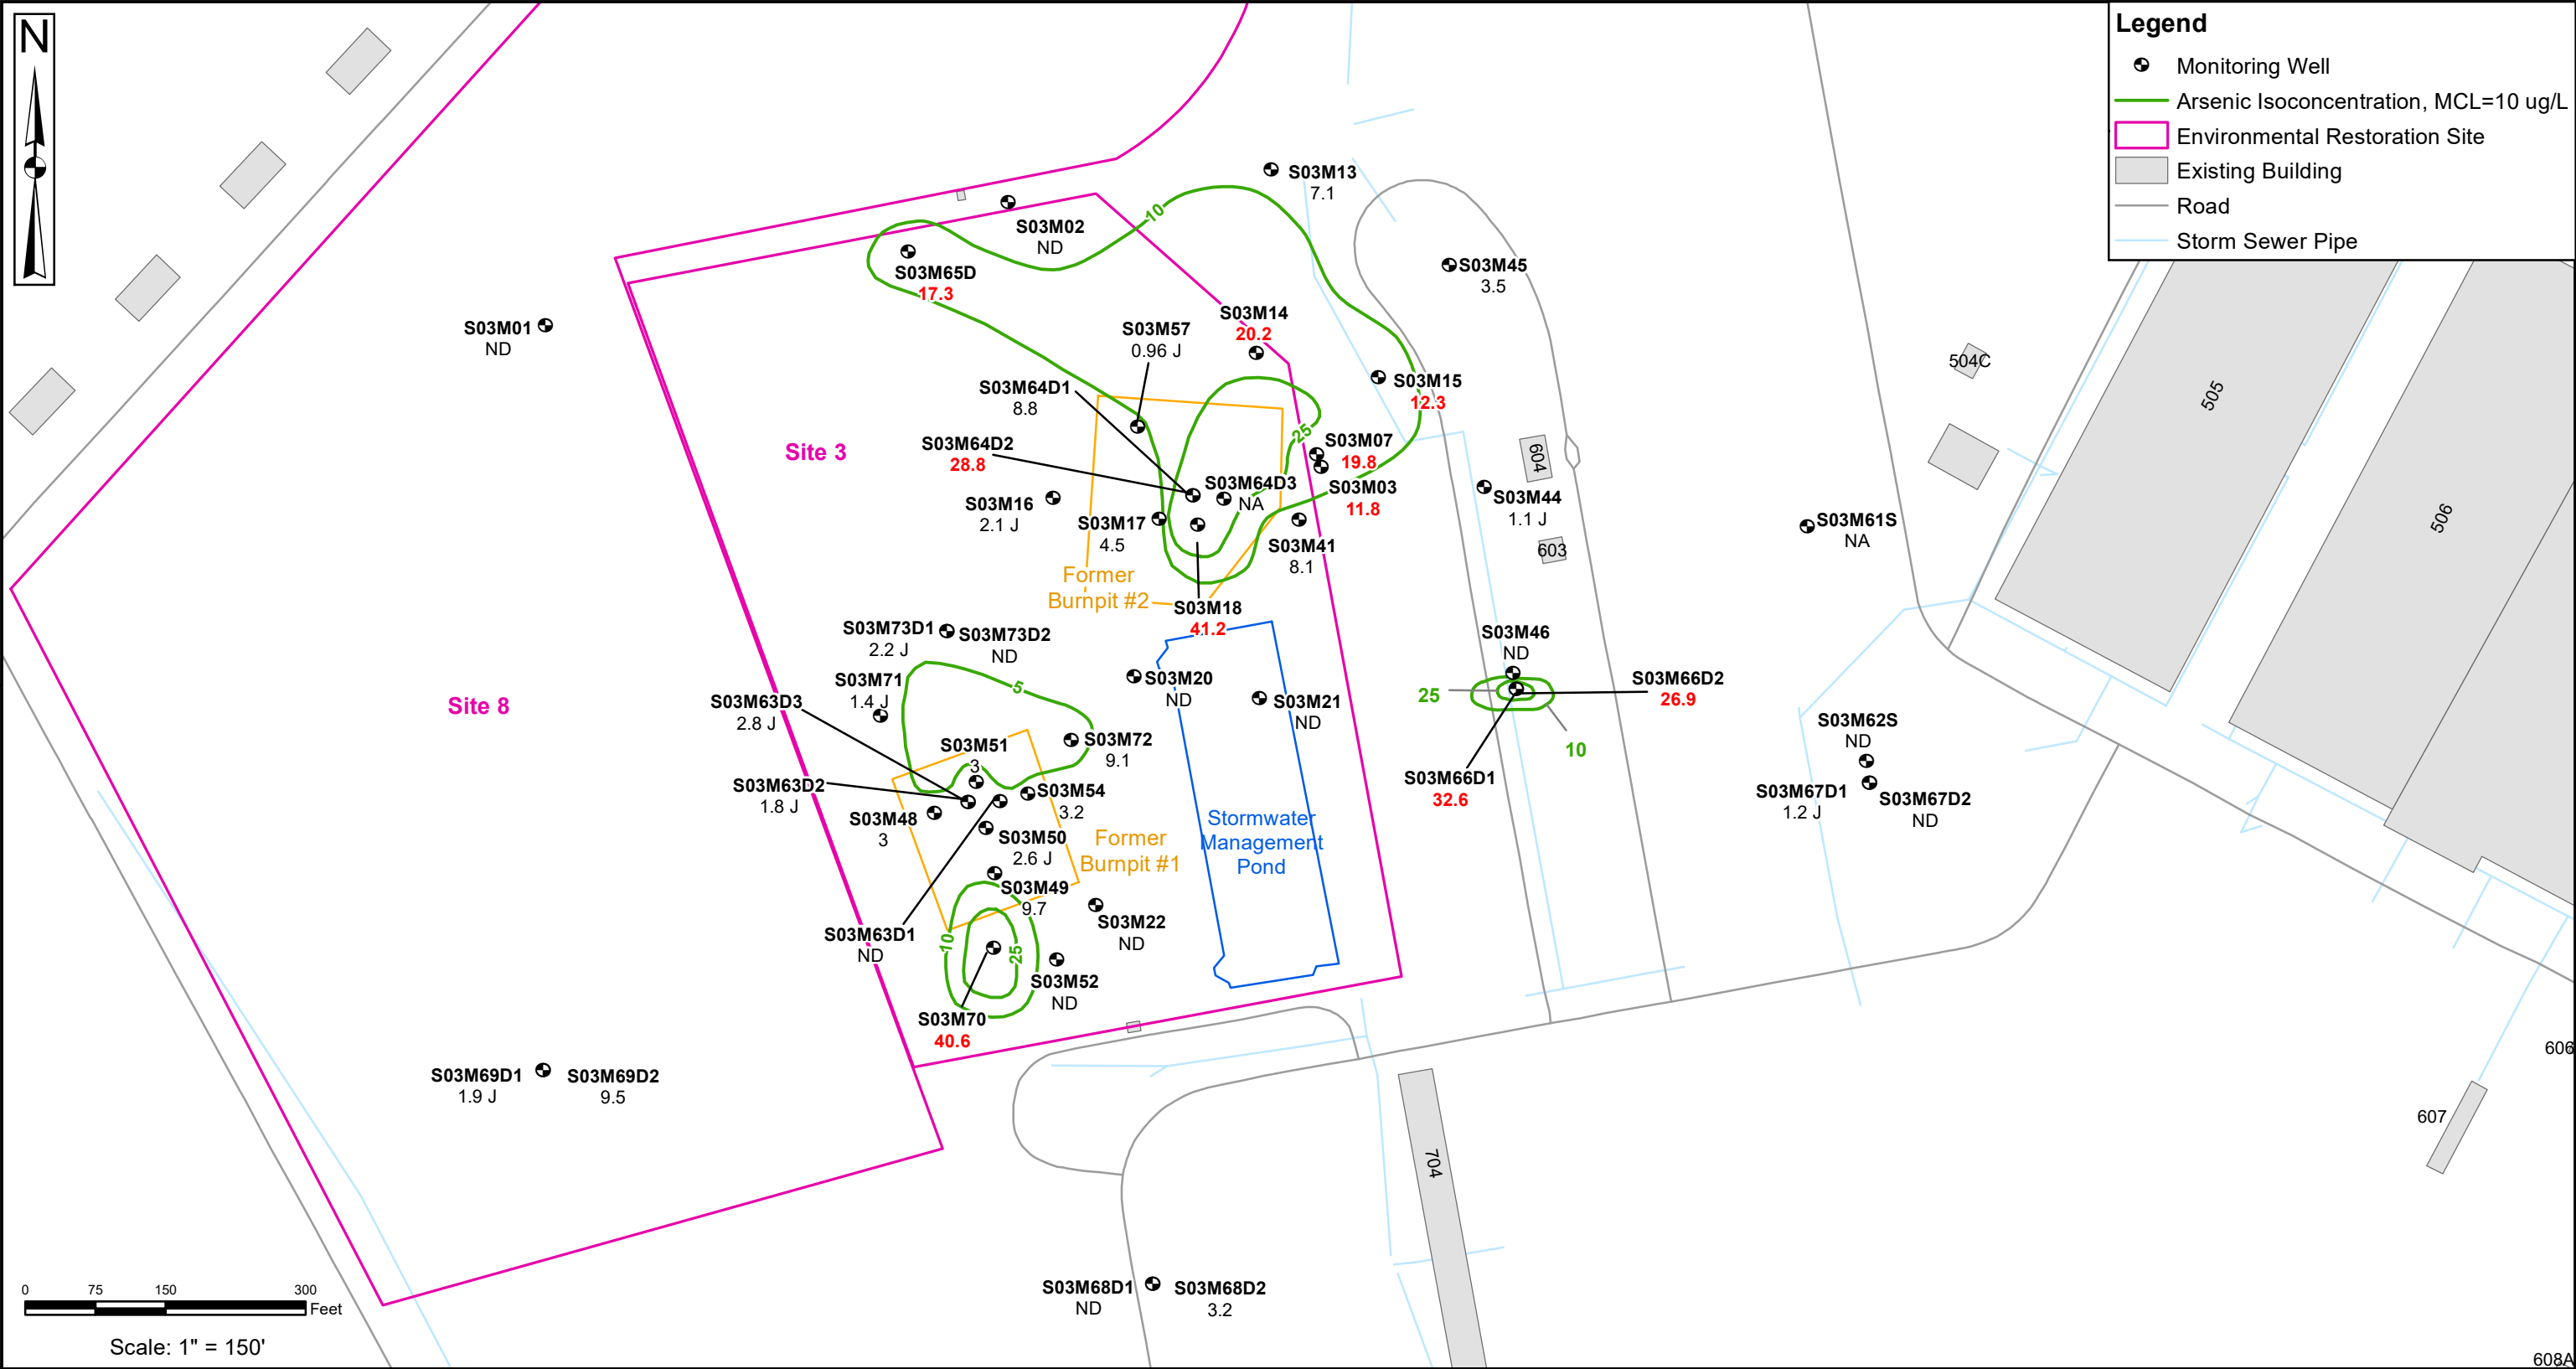 N
Legend
Monitoring Well
Arsenic Isoconcentration, MCL=10 ug/L
Environmental Restoration Site
Existing Building
Road
Storm Sewer Pipe
S03M13
7.1
10
S03M02
ND
S03M65D
17.3
S03M45
3.5
S03M01
ND
S03M14
20.2
S03M57
0.96 J
S03M64D1
8.8
S03M15
12.3
504C
505
S03M64D2
28.8
Site 3
25
S03M07
19.8
604
S03M64D3
NA
S03M03
11.8
S03M44
1.1 J
S03M16
2.1 J
S03M17
4.5
S03M61S
NA
506
S03M41
8.1
603
Former
Burnpit #2
S03M18
41.2
S03M73D1
2.2 J
S03M73D2
ND
S03M46
ND
S03M71
1.4 J
5
S03M20
ND
S03M21
ND
25
S03M66D2
26.9
Site 8
S03M63D3
2.8 J
S03M62S
ND
S03M51
3
S03M72
9.1
10
S03M63D2
1.8 J
S03M54
3.2
S03M66D1
32.6
S03M67D1
1.2 J
S03M67D2
ND
S03M48
3
S03M50
2.6 J
Former
Burnpit #1
Stormwater
Management
Pond
S03M49
9.7
S03M22
ND
S03M63D1
ND
10
25
S03M52
ND
S03M70
40.6
606
S03M69D1
1.9 J
S03M69D2
9.5
607
704
S03M68D1
ND
S03M68D2
3.2
0 75 150 300
Feet
Scale: 1" = 150'
608A